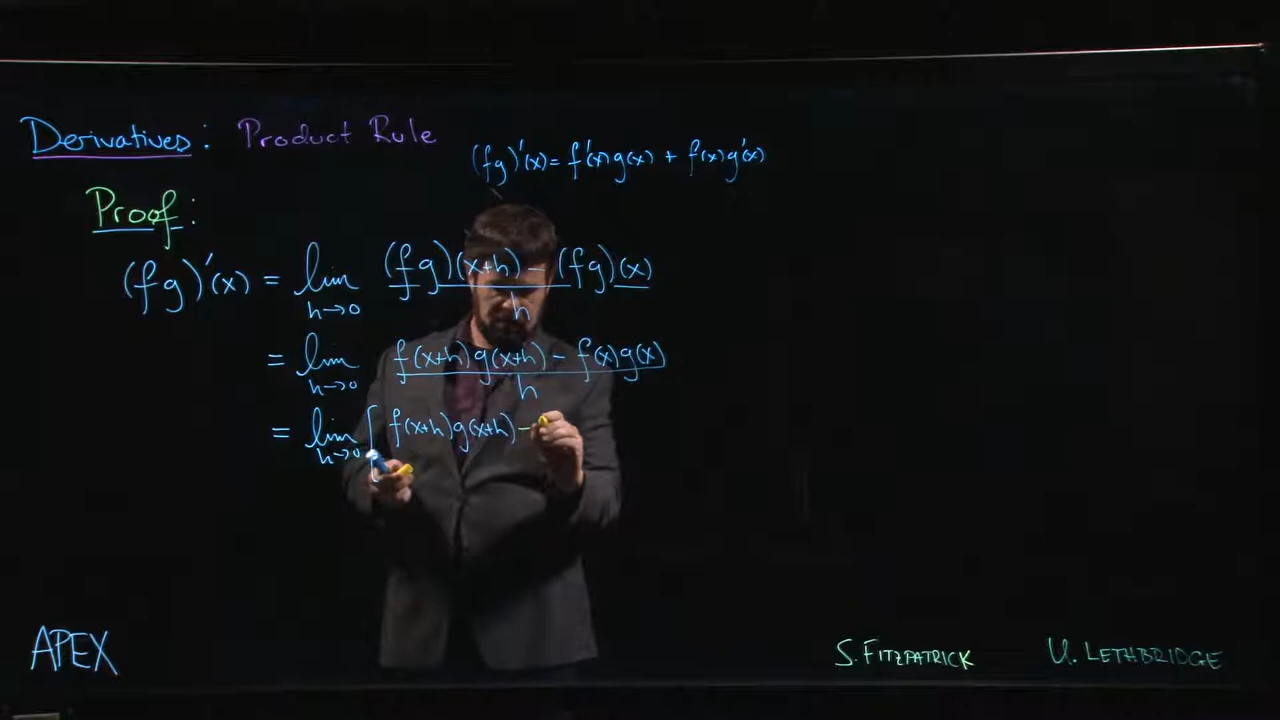 Derivatives: Product Rule
(fg)'(x) = f'(x)g(x) + f(x)g'(x)
Proof:
(fg)'(x) = lim h→0 (fg)(x+h) − (fg)(x) / h
= lim h→0 f(x+h)g(x+h) − f(x)g(x) / h
= lim h→0 [ f(x+h)g(x+h) −
APEX
S. FITZPATRICK
U. LETHBRIDGE